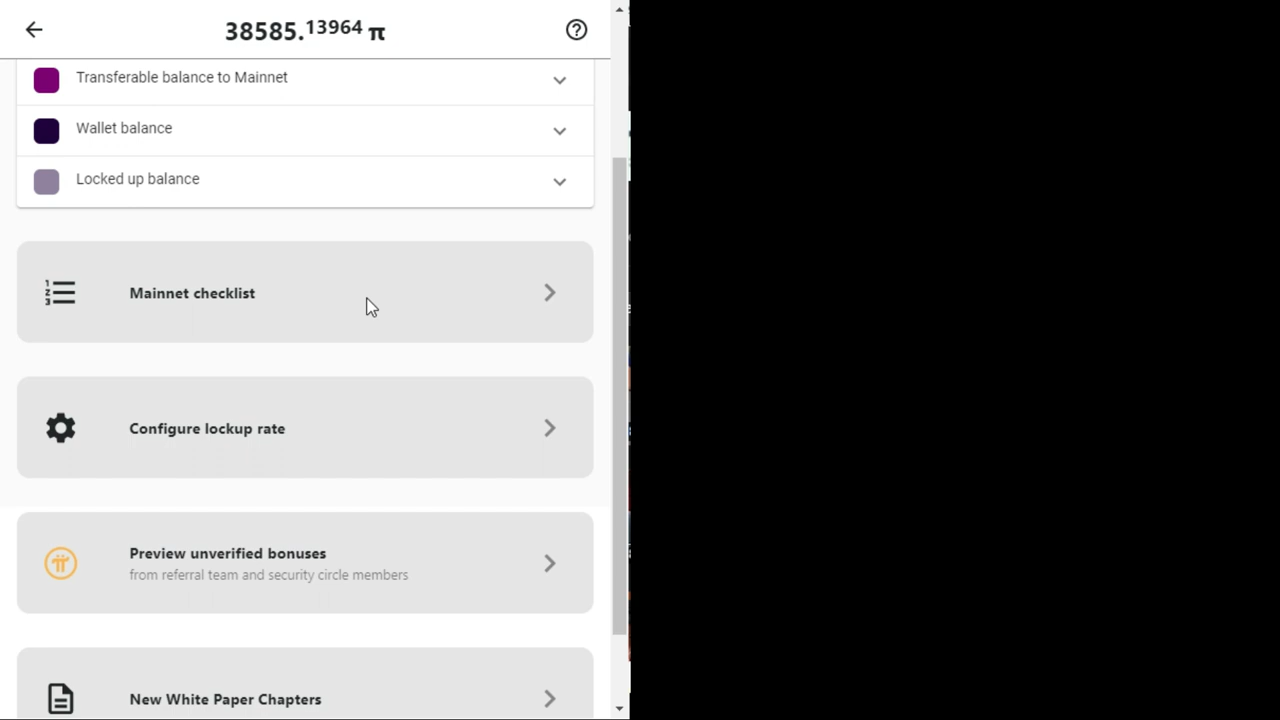 38585.13964 π
Transferable balance to Mainnet
Wallet balance
Locked up balance
Mainnet checklist
Configure lockup rate
Preview unverified bonuses
from referral team and security circle members
New White Paper Chapters